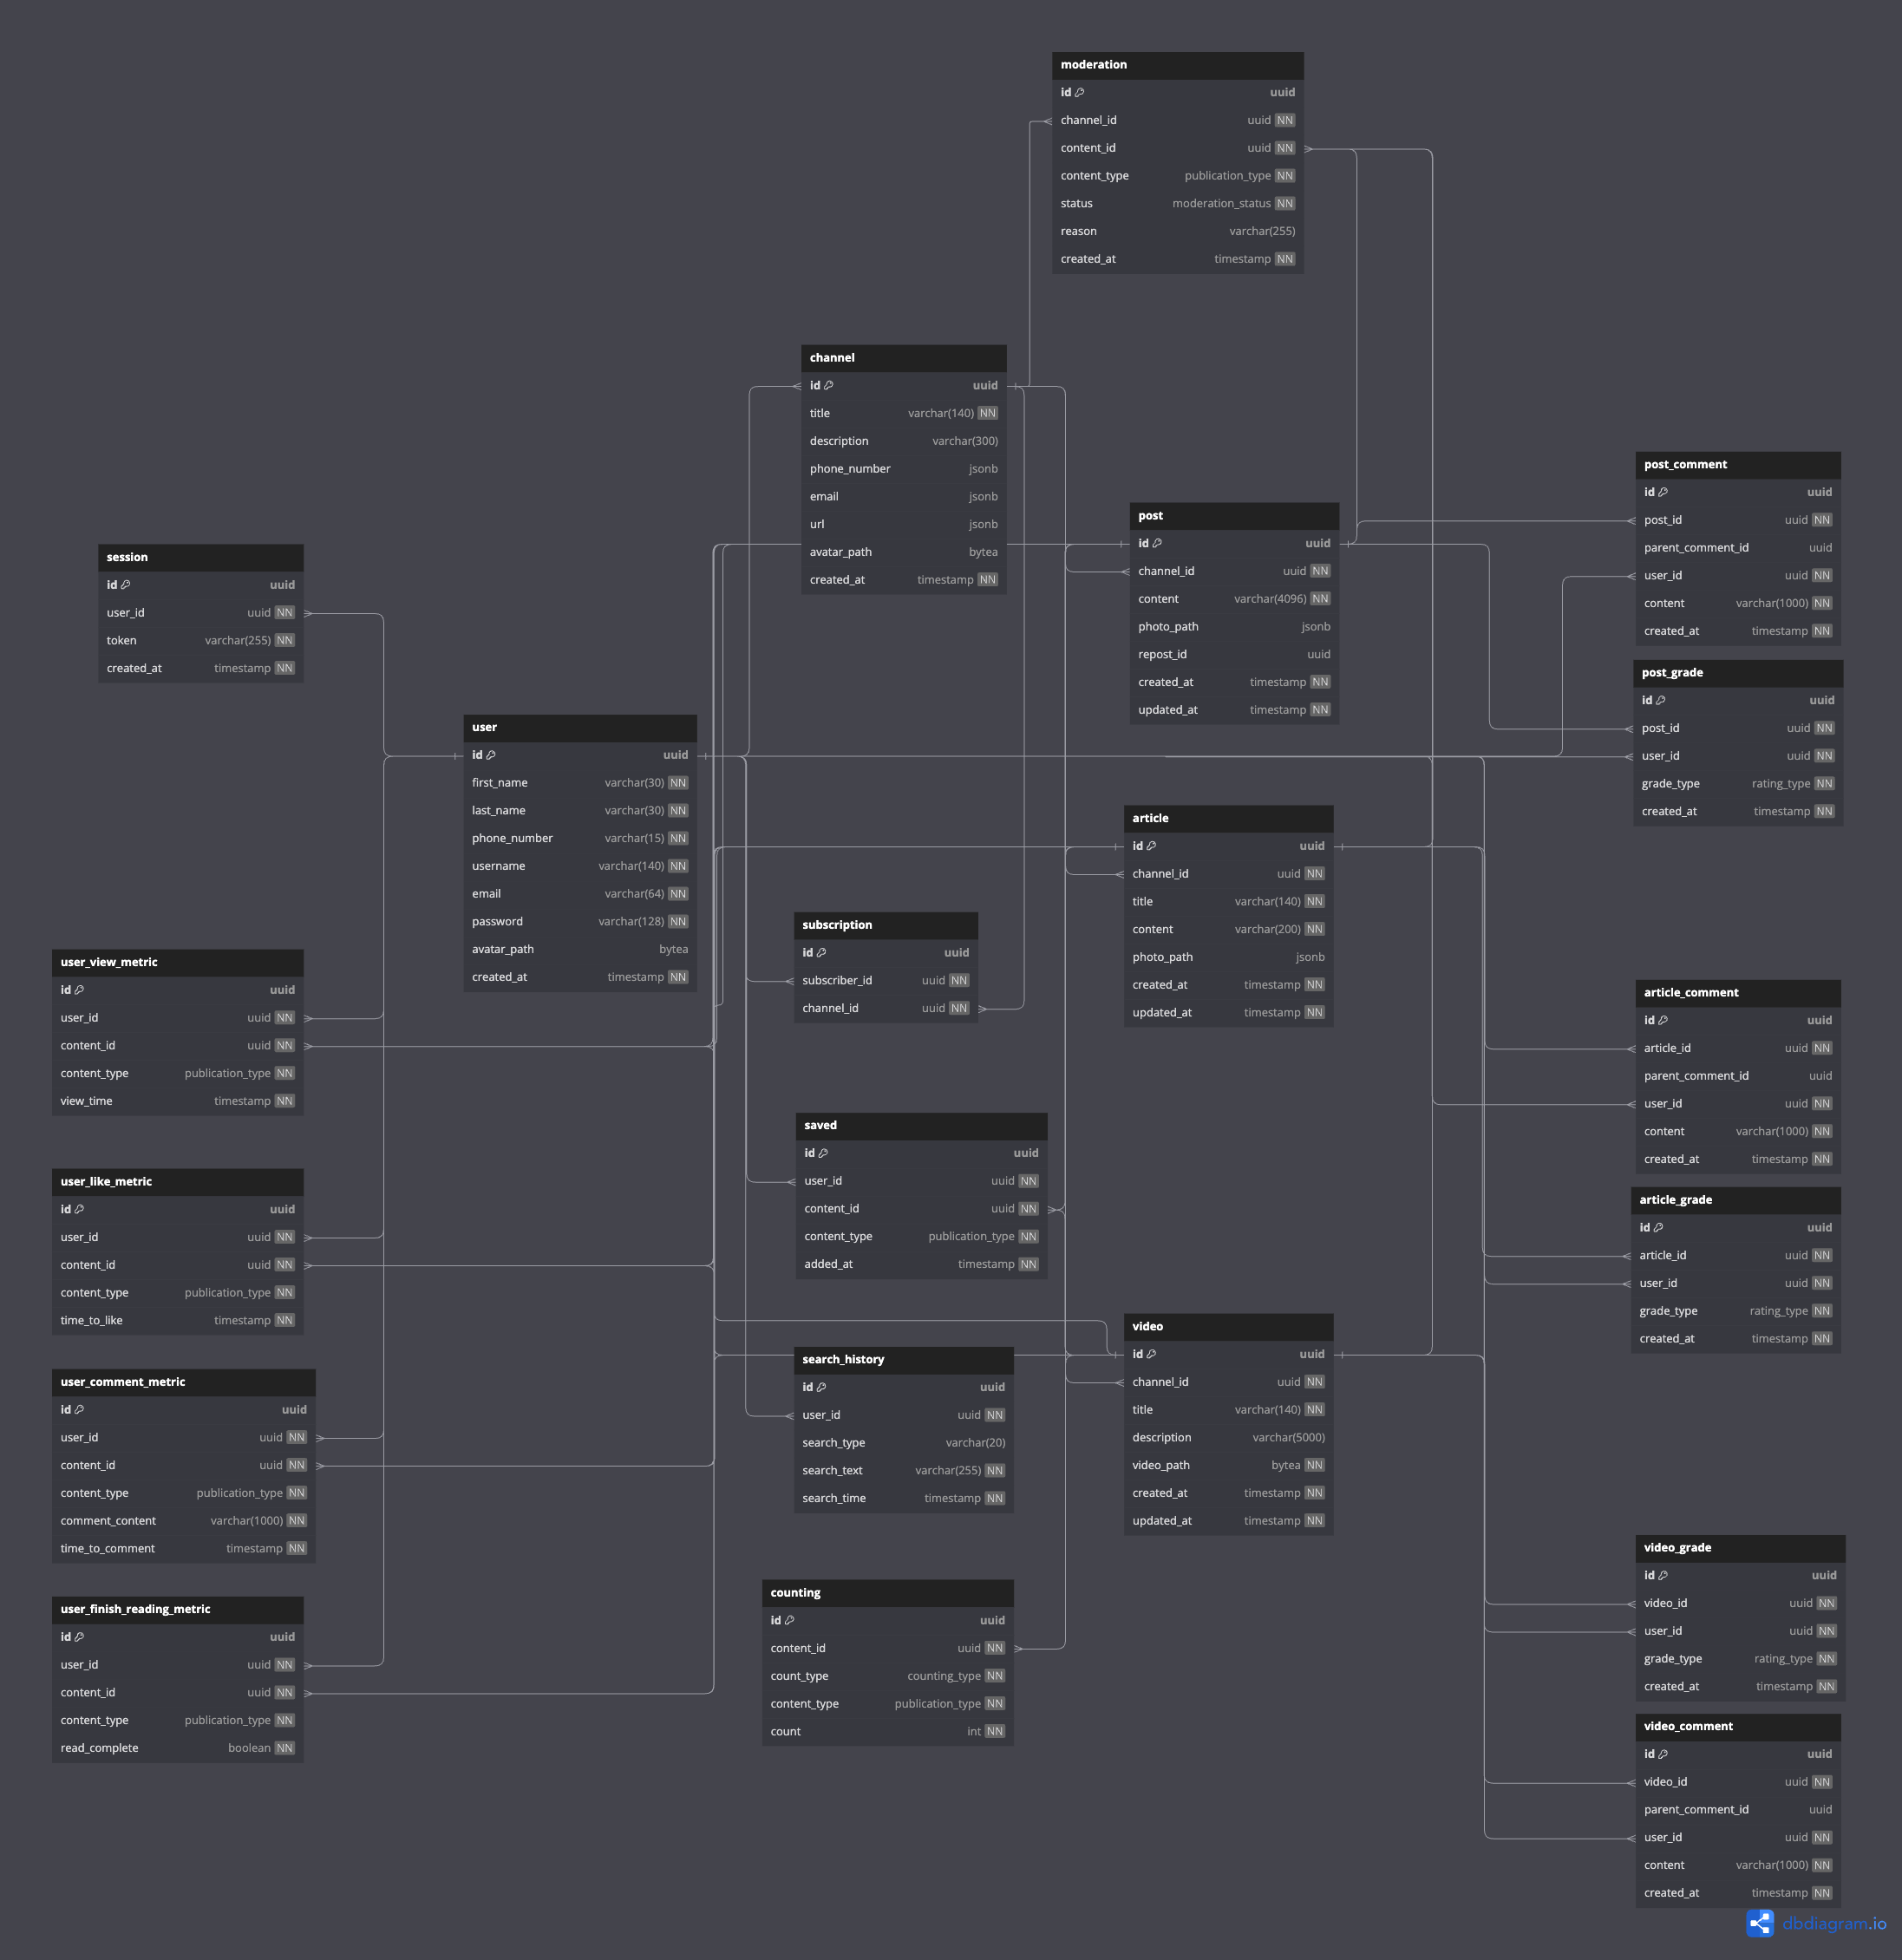 moderation
id uuid
channel_id uuid NN
content_id uuid NN
content_type publication_type NN
status moderation_status NN
reason varchar(255)
created_at timestamp NN
channel
id uuid
title varchar(140) NN
description varchar(300)
phone_number jsonb
email jsonb
url jsonb
avatar_path bytea
created_at timestamp NN
post_comment
id uuid
post_id uuid NN
parent_comment_id uuid
user_id uuid NN
content varchar(1000) NN
created_at timestamp NN
post
id uuid
channel_id uuid NN
content varchar(4096) NN
photo_path jsonb
repost_id uuid
created_at timestamp NN
updated_at timestamp NN
session
id uuid
user_id uuid NN
token varchar(255) NN
created_at timestamp NN
post_grade
id uuid
post_id uuid NN
user_id uuid NN
grade_type rating_type NN
created_at timestamp NN
user
id uuid
first_name varchar(30) NN
last_name varchar(30) NN
phone_number varchar(15) NN
username varchar(140) NN
email varchar(64) NN
password varchar(128) NN
avatar_path bytea
created_at timestamp NN
article
id uuid
channel_id uuid NN
title varchar(140) NN
content varchar(200) NN
photo_path jsonb
created_at timestamp NN
updated_at timestamp NN
subscription
id uuid
subscriber_id uuid NN
channel_id uuid NN
user_view_metric
id uuid
user_id uuid NN
content_id uuid NN
content_type publication_type NN
view_time timestamp NN
article_comment
id uuid
article_id uuid NN
parent_comment_id uuid
user_id uuid NN
content varchar(1000) NN
created_at timestamp NN
saved
id uuid
user_id uuid NN
content_id uuid NN
content_type publication_type NN
added_at timestamp NN
user_like_metric
id uuid
user_id uuid NN
content_id uuid NN
content_type publication_type NN
time_to_like timestamp NN
article_grade
id uuid
article_id uuid NN
user_id uuid NN
grade_type rating_type NN
created_at timestamp NN
video
id uuid
channel_id uuid NN
title varchar(140) NN
description varchar(5000)
video_path bytea NN
created_at timestamp NN
updated_at timestamp NN
search_history
id uuid
user_id uuid NN
search_type varchar(20)
search_text varchar(255) NN
search_time timestamp NN
user_comment_metric
id uuid
user_id uuid NN
content_id uuid NN
content_type publication_type NN
comment_content varchar(1000) NN
time_to_comment timestamp NN
video_grade
id uuid
video_id uuid NN
user_id uuid NN
grade_type rating_type NN
created_at timestamp NN
counting
id uuid
content_id uuid NN
count_type counting_type NN
content_type publication_type NN
count int NN
user_finish_reading_metric
id uuid
user_id uuid NN
content_id uuid NN
content_type publication_type NN
read_complete boolean NN
video_comment
id uuid
video_id uuid NN
parent_comment_id uuid
user_id uuid NN
content varchar(1000) NN
created_at timestamp NN
dbdiagram.io